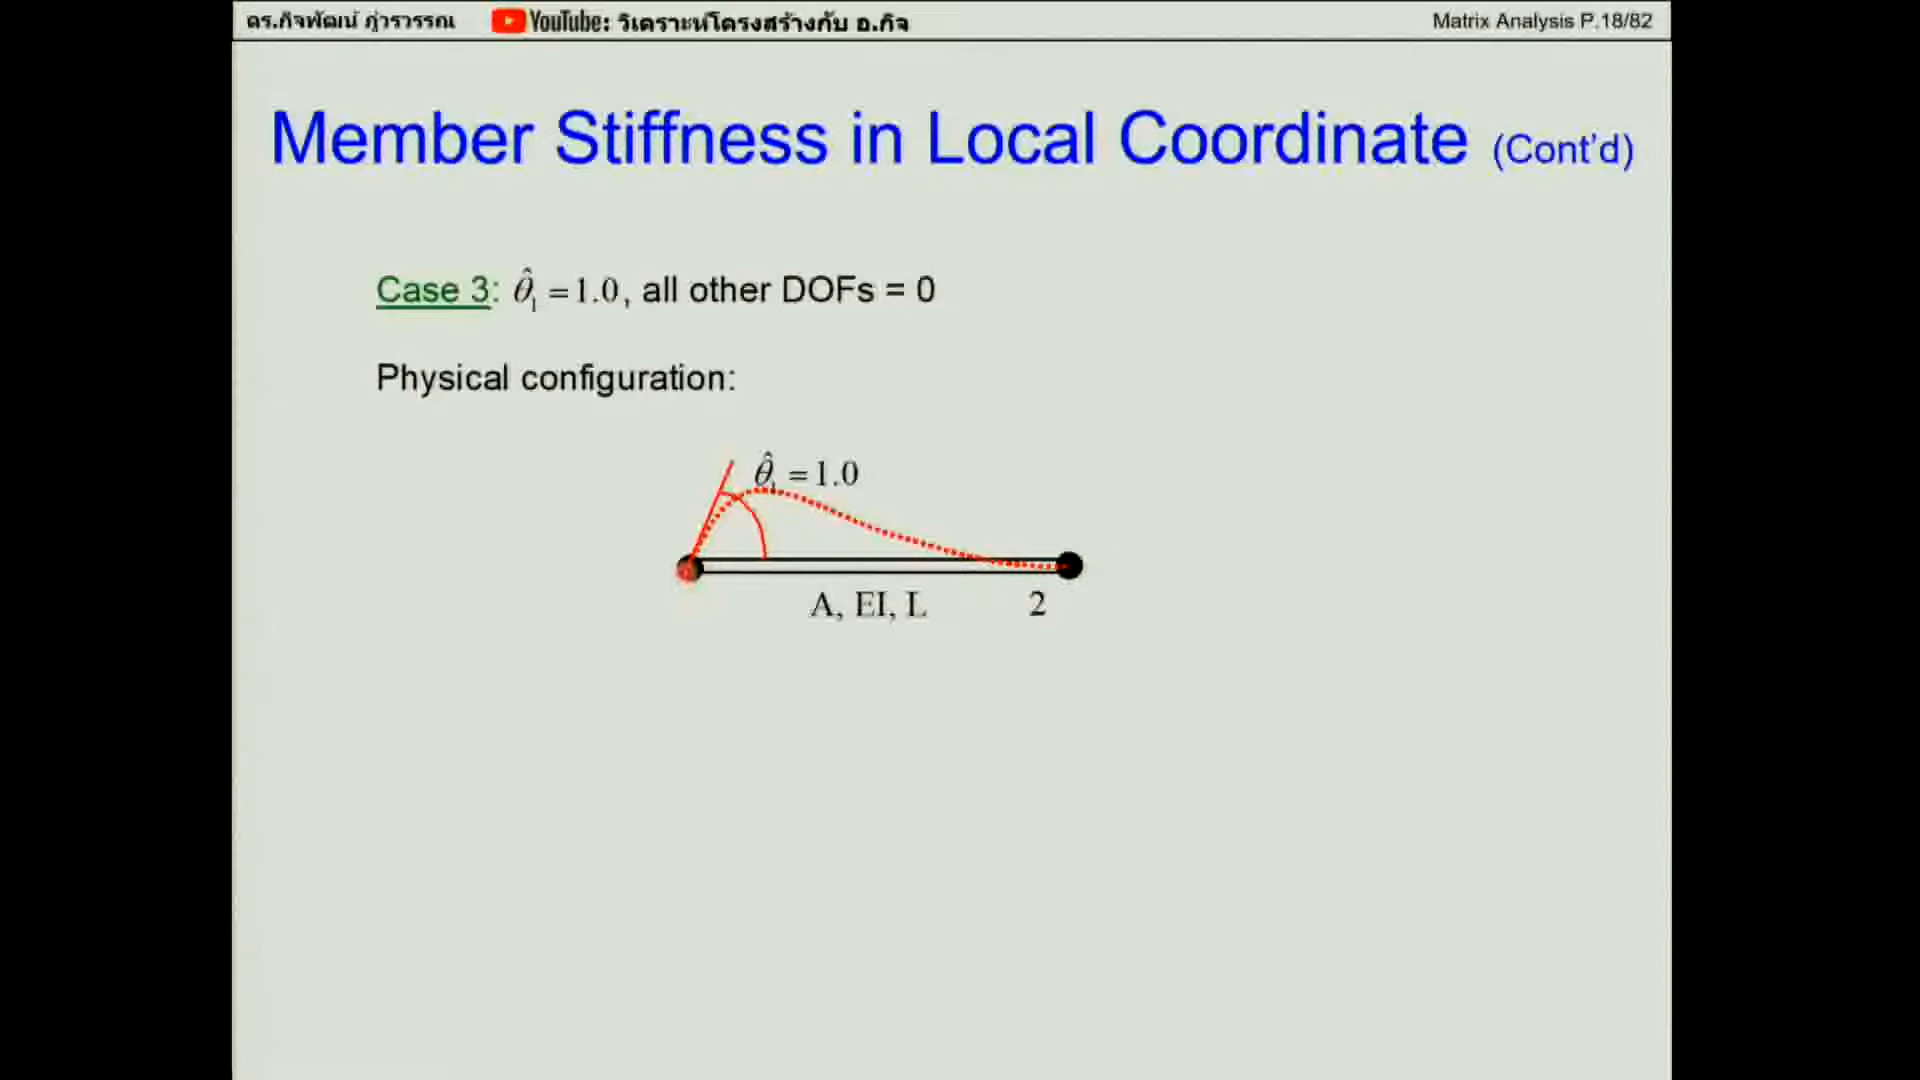 ดร.กิจพัฒน์ ภู่วรวรรณ YouTube: วิเคราะห์โครงสร้างกับ อ.กิจ Matrix Analysis P.18/82
Member Stiffness in Local Coordinate (Cont'd)
Case 3: θ̂₁ = 1.0, all other DOFs = 0
Physical configuration:
θ̂₁ = 1.0
A, EI, L 2